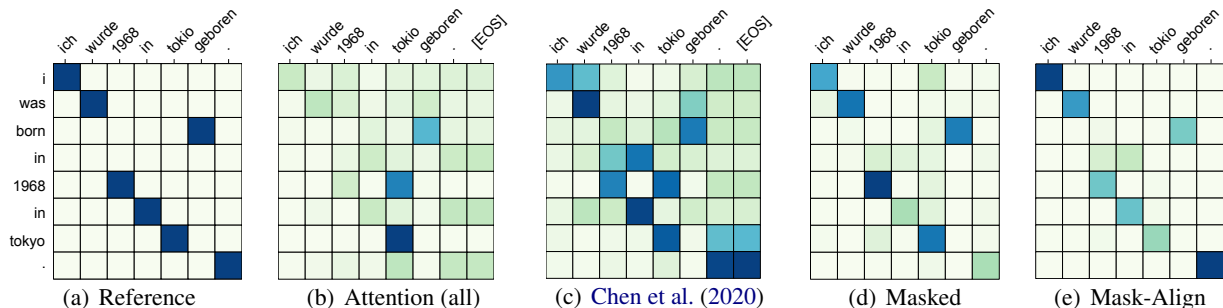 ich wurde 1968 in tokio geboren .
ich wurde 1968 in tokio geboren . [EOS]
ich wurde 1968 in tokio geboren . [EOS]
ich wurde 1968 in tokio geboren .
ich wurde 1968 in tokio geboren .
i
was
born
in
1968
in
tokyo
.
(a) Reference
(b) Attention (all)
(c) Chen et al. (2020)
(d) Masked
(e) Mask-Align